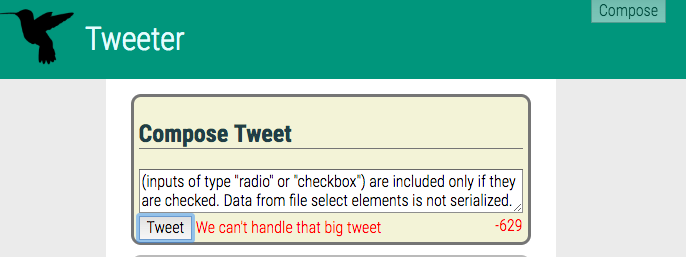 Compose
Tweeter
Compose Tweet
(inputs of type "radio" or "checkbox") are included only if they
are checked. Data from file select elements is not serialized.
Tweet We can't handle that big tweet -629